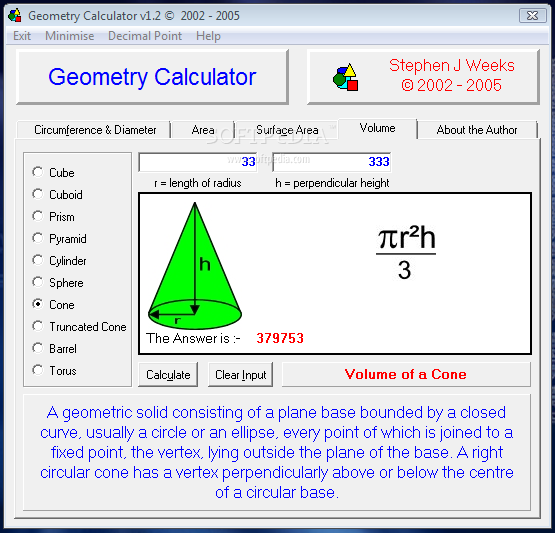 Geometry Calculator v1.2 © 2002 - 2005
Exit Minimise Decimal Point Help
Geometry Calculator
Stephen J Weeks
© 2002 - 2005
Circumference & Diameter Area Surface Area Volume About the Author
SOFTPEDIA
www.softpedia.com
33 333
r = length of radius h = perpendicular height
Cube
Cuboid
Prism
Pyramid
Cylinder
Sphere
Cone
Truncated Cone
Barrel
Torus
h
r
πr²h
3
The Answer is :- 379753
Calculate Clear Input Volume of a Cone
A geometric solid consisting of a plane base bounded by a closed
curve, usually a circle or an ellipse, every point of which is joined to a
fixed point, the vertex, lying outside the plane of the base. A right
circular cone has a vertex perpendicularly above or below the centre
of a circular base.